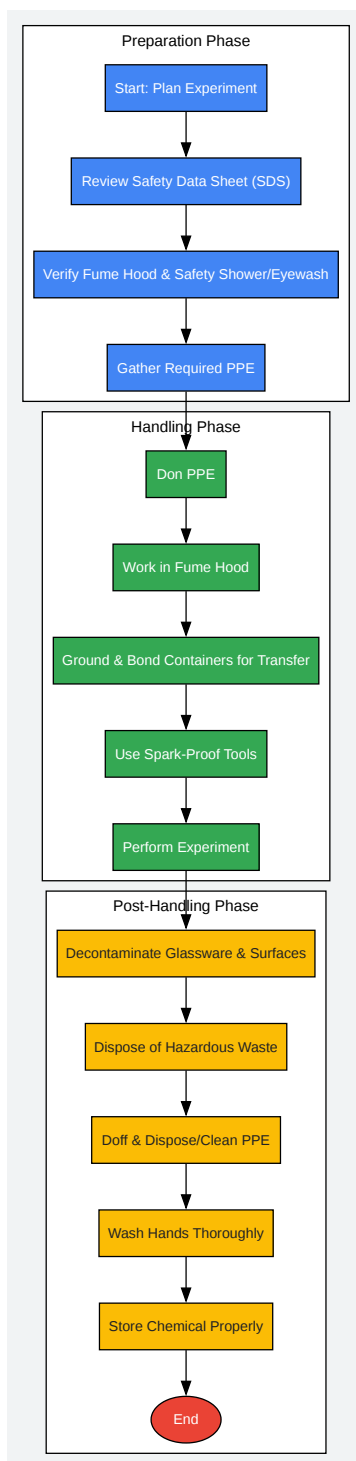 Preparation Phase
Start: Plan Experiment
Review Safety Data Sheet (SDS)
Verify Fume Hood & Safety Shower/Eyewash
Gather Required PPE
Handling Phase
Don PPE
Work in Fume Hood
Ground & Bond Containers for Transfer
Use Spark-Proof Tools
Perform Experiment
Post-Handling Phase
Decontaminate Glassware & Surfaces
Dispose of Hazardous Waste
Doff & Dispose/Clean PPE
Wash Hands Thoroughly
Store Chemical Properly
End